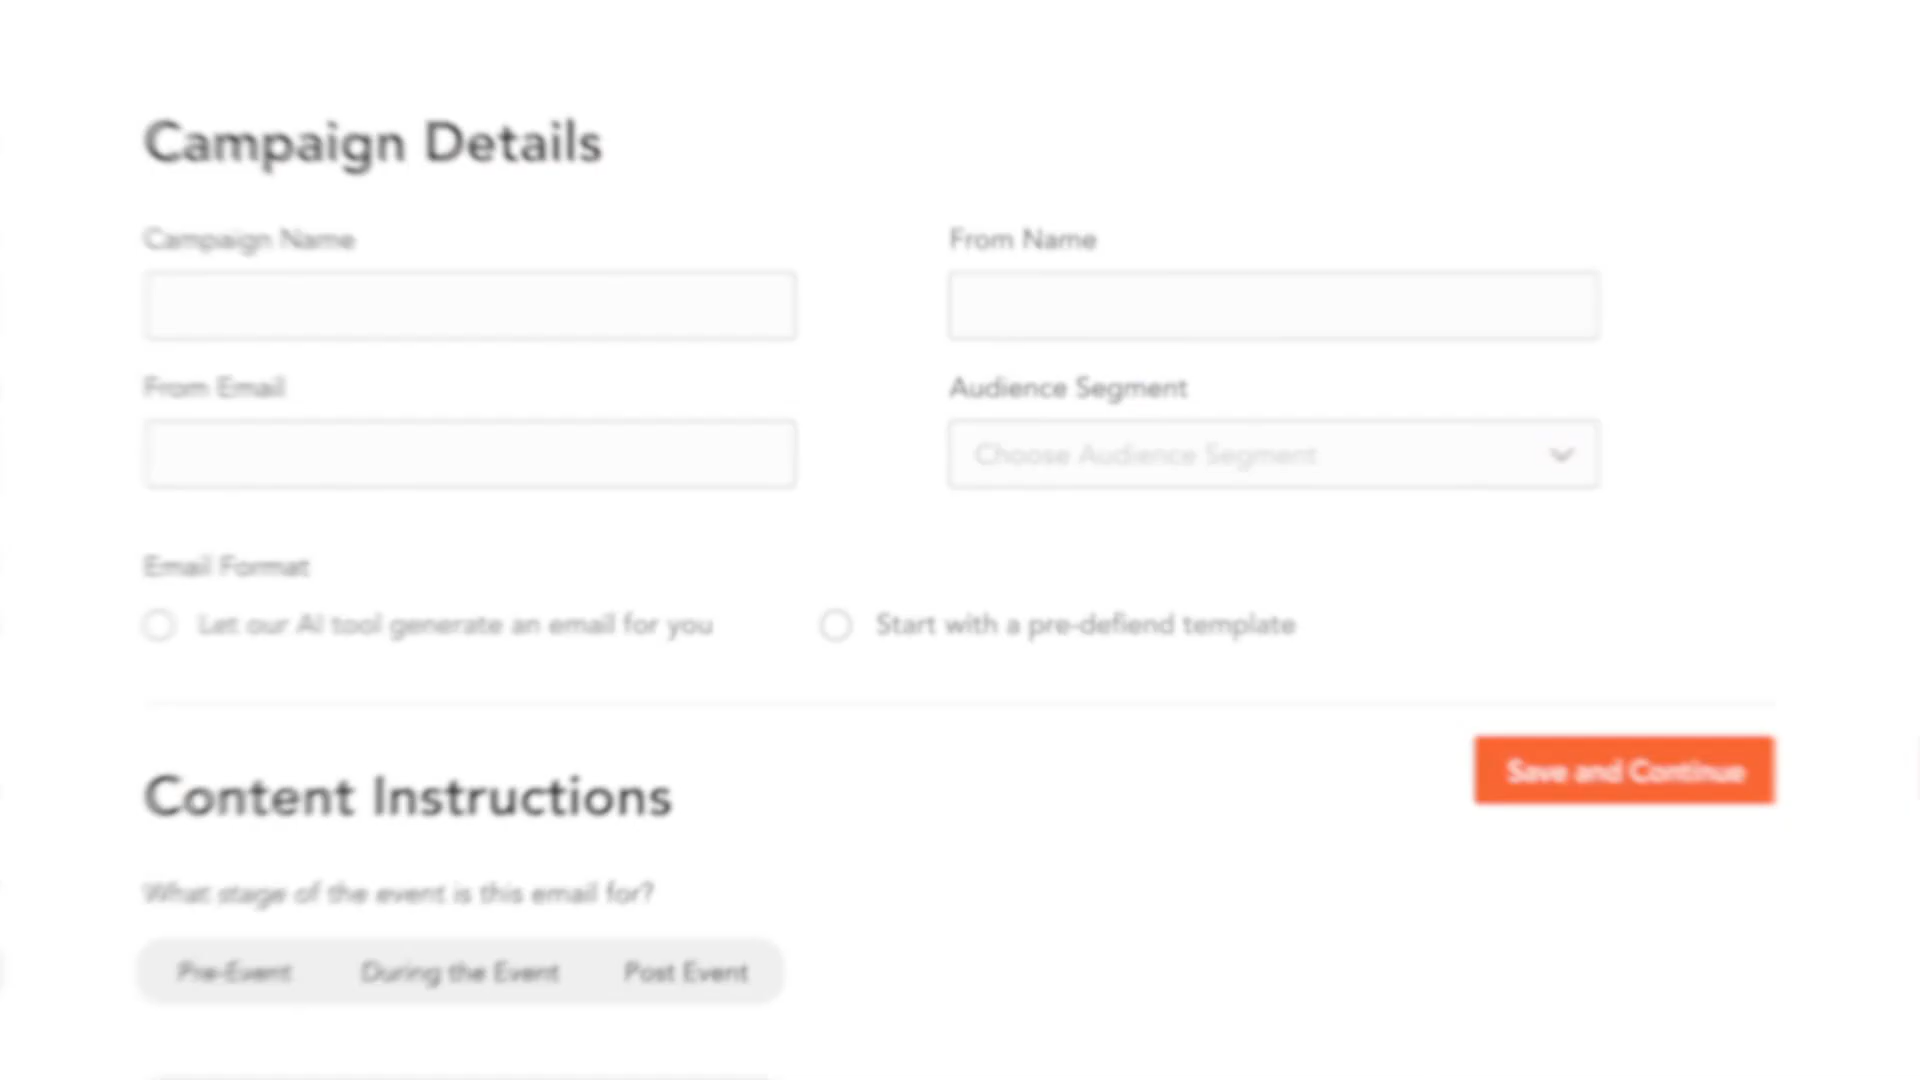 Campaign Details
Campaign Name
From Name
From Email
Audience Segment
Choose Audience Segment
Email Format
Let our AI tool generate an email for you
Start with a pre-defiend template
Save and Continue
Content Instructions
What stage of the event is this email for?
Pre-Event
During the Event
Post Event